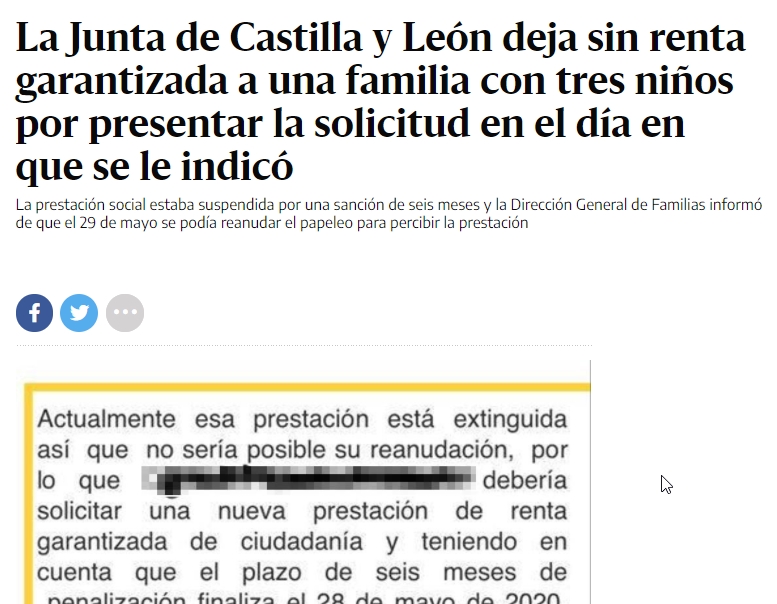 La Junta de Castilla y León deja sin renta
garantizada a una familia con tres niños
por presentar la solicitud en el día en
que se le indicó
La prestación social estaba suspendida por una sanción de seis meses y la Dirección General de Familias informó
de que el 29 de mayo se podía reanudar el papeleo para percibir la prestación
Actualmente esa prestación está extinguida
así que no sería posible su reanudación, por
lo que debería
solicitar una nueva prestación de renta
garantizada de ciudadanía y teniendo en
cuenta que el plazo de seis meses de
penalización finaliza el 28 de mayo de 2020